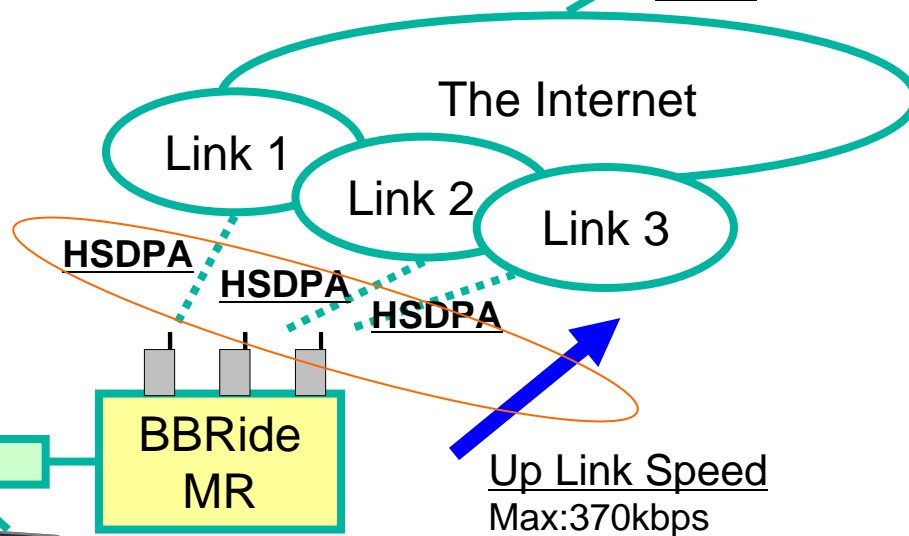 The Internet
Link 1
Link 2
Link 3
HSDPA
HSDPA
HSDPA
BBRide
MR
Up Link Speed
Max:370kbps